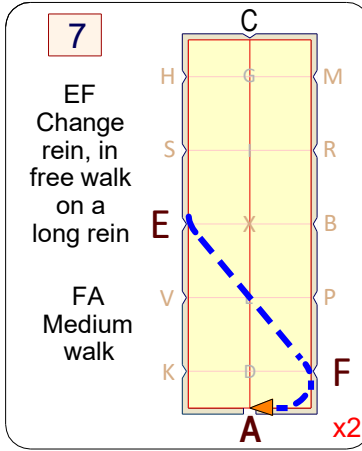 7
C
H G M
EF
Change
rein, in
free walk
on a
long rein
S R
E X B
FA
Medium
walk
V P
K D F
A
x2